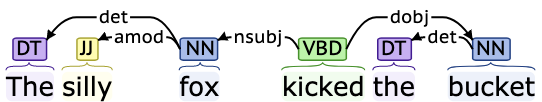 det dobj
amod nsubj det
DT JJ NN VBD DT NN
The silly fox kicked the bucket